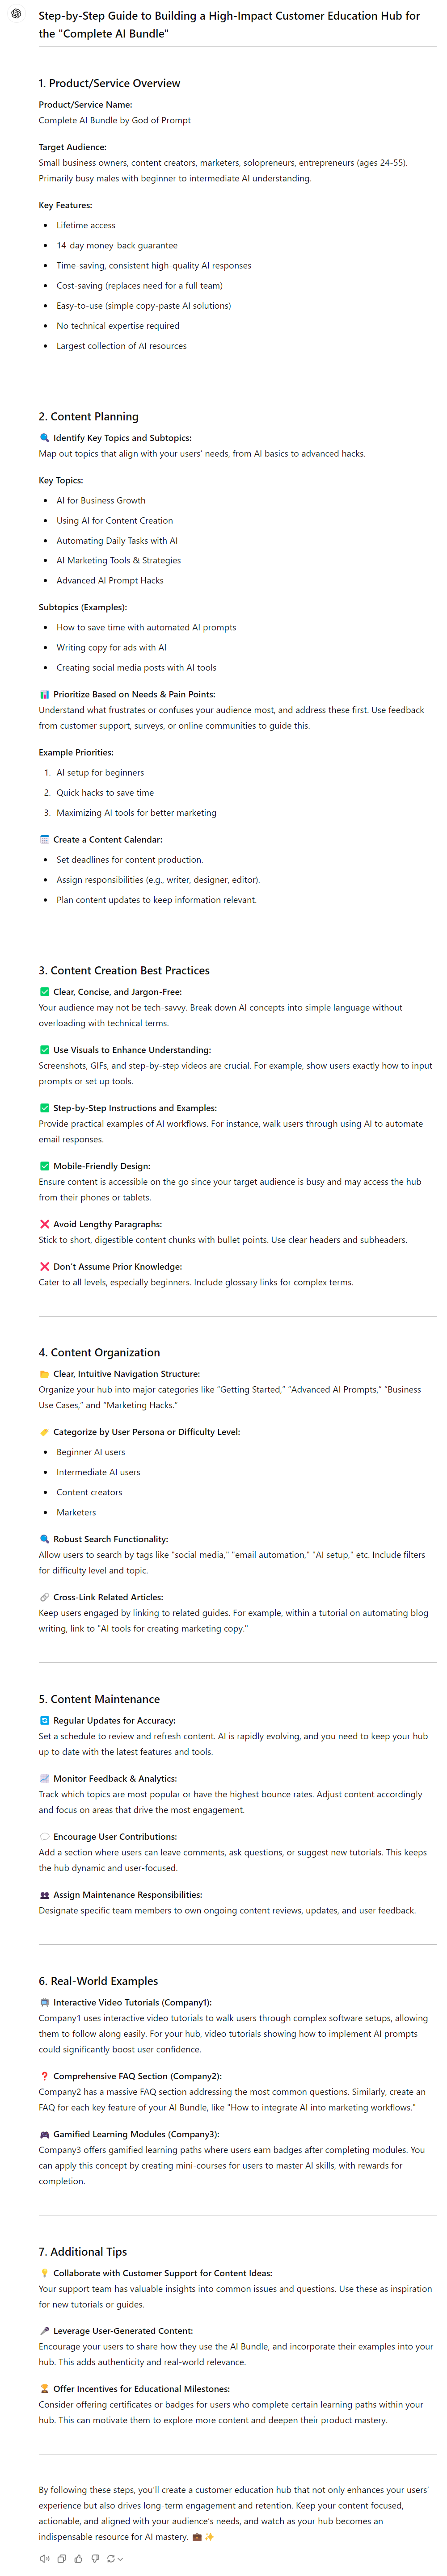 Step-by-Step Guide to Building a High-Impact Customer Education Hub for
the "Complete AI Bundle"
1. Product/Service Overview
Product/Service Name:
Complete AI Bundle by God of Prompt
Target Audience:
Small business owners, content creators, marketers, solopreneurs, entrepreneurs (ages 24-55).
Primarily busy males with beginner to intermediate AI understanding.
Key Features:
• Lifetime access
• 14-day money-back guarantee
• Time-saving, consistent high-quality AI responses
• Cost-saving (replaces need for a full team)
• Easy-to-use (simple copy-paste AI solutions)
• No technical expertise required
• Largest collection of AI resources
2. Content Planning
🔍 Identify Key Topics and Subtopics:
Map out topics that align with your users' needs, from AI basics to advanced hacks.
Key Topics:
• AI for Business Growth
• Using AI for Content Creation
• Automating Daily Tasks with AI
• AI Marketing Tools & Strategies
• Advanced AI Prompt Hacks
Subtopics (Examples):
• How to save time with automated AI prompts
• Writing copy for ads with AI
• Creating social media posts with AI tools
📊 Prioritize Based on Needs & Pain Points:
Understand what frustrates or confuses your audience most, and address these first. Use feedback
from customer support, surveys, or online communities to guide this.
Example Priorities:
1. AI setup for beginners
2. Quick hacks to save time
3. Maximizing AI tools for better marketing
🗓️ Create a Content Calendar:
• Set deadlines for content production.
• Assign responsibilities (e.g., writer, designer, editor).
• Plan content updates to keep information relevant.
3. Content Creation Best Practices
✅ Clear, Concise, and Jargon-Free:
Your audience may not be tech-savvy. Break down AI concepts into simple language without
overloading with technical terms.
✅ Use Visuals to Enhance Understanding:
Screenshots, GIFs, and step-by-step videos are crucial. For example, show users exactly how to input
prompts or set up tools.
✅ Step-by-Step Instructions and Examples:
Provide practical examples of AI workflows. For instance, walk users through using AI to automate
email responses.
✅ Mobile-Friendly Design:
Ensure content is accessible on the go since your target audience is busy and may access the hub
from their phones or tablets.
❌ Avoid Lengthy Paragraphs:
Stick to short, digestible content chunks with bullet points. Use clear headers and subheaders.
❌ Don't Assume Prior Knowledge:
Cater to all levels, especially beginners. Include glossary links for complex terms.
4. Content Organization
📂 Clear, Intuitive Navigation Structure:
Organize your hub into major categories like "Getting Started," "Advanced AI Prompts," "Business
Use Cases," and "Marketing Hacks."
🏷️ Categorize by User Persona or Difficulty Level:
• Beginner AI users
• Intermediate AI users
• Content creators
• Marketers
🔍 Robust Search Functionality:
Allow users to search by tags like "social media," "email automation," "AI setup," etc. Include filters
for difficulty level and topic.
🔗 Cross-Link Related Articles:
Keep users engaged by linking to related guides. For example, within a tutorial on automating blog
writing, link to "AI tools for creating marketing copy."
5. Content Maintenance
🔄 Regular Updates for Accuracy:
Set a schedule to review and refresh content. AI is rapidly evolving, and you need to keep your hub
up to date with the latest features and tools.
📈 Monitor Feedback & Analytics:
Track which topics are most popular or have the highest bounce rates. Adjust content accordingly
and focus on areas that drive the most engagement.
💬 Encourage User Contributions:
Add a section where users can leave comments, ask questions, or suggest new tutorials. This keeps
the hub dynamic and user-focused.
👥 Assign Maintenance Responsibilities:
Designate specific team members to own ongoing content reviews, updates, and user feedback.
6. Real-World Examples
📺 Interactive Video Tutorials (Company1):
Company1 uses interactive video tutorials to walk users through complex software setups, allowing
them to follow along easily. For your hub, video tutorials showing how to implement AI prompts
could significantly boost user confidence.
❓ Comprehensive FAQ Section (Company2):
Company2 has a massive FAQ section addressing the most common questions. Similarly, create an
FAQ for each key feature of your AI Bundle, like "How to integrate AI into marketing workflows."
🎮 Gamified Learning Modules (Company3):
Company3 offers gamified learning paths where users earn badges after completing modules. You
can apply this concept by creating mini-courses for users to master AI skills, with rewards for
completion.
7. Additional Tips
💡 Collaborate with Customer Support for Content Ideas:
Your support team has valuable insights into common issues and questions. Use these as inspiration
for new tutorials or guides.
🎤 Leverage User-Generated Content:
Encourage your users to share how they use the AI Bundle, and incorporate their examples into your
hub. This adds authenticity and real-world relevance.
🏆 Offer Incentives for Educational Milestones:
Consider offering certificates or badges for users who complete certain learning paths within your
hub. This can motivate them to explore more content and deepen their product mastery.
By following these steps, you'll create a customer education hub that not only enhances your users'
experience but also drives long-term engagement and retention. Keep your content focused,
actionable, and aligned with your audience's needs, and watch as your hub becomes an
indispensable resource for AI mastery. 💼✨